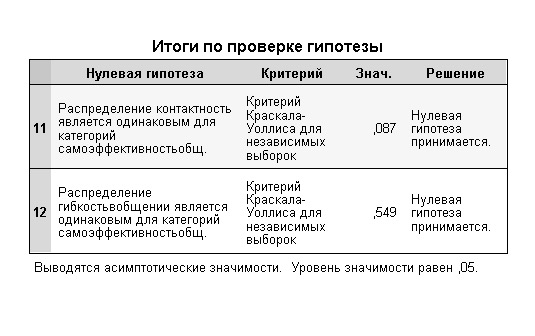 Итоги по проверке гипотезы
Нулевая гипотеза Критерий Знач. Решение
11 Распределение контактность является одинаковым для категорий самоэффективностьобщ. Критерий Краскала-Уоллиса для независимых выборок ,087 Нулевая гипотеза принимается.
12 Распределение гибкостьвобщении является одинаковым для категорий самоэффективностьобщ. Критерий Краскала-Уоллиса для независимых выборок ,549 Нулевая гипотеза принимается.
Выводятся асимптотические значимости. Уровень значимости равен ,05.